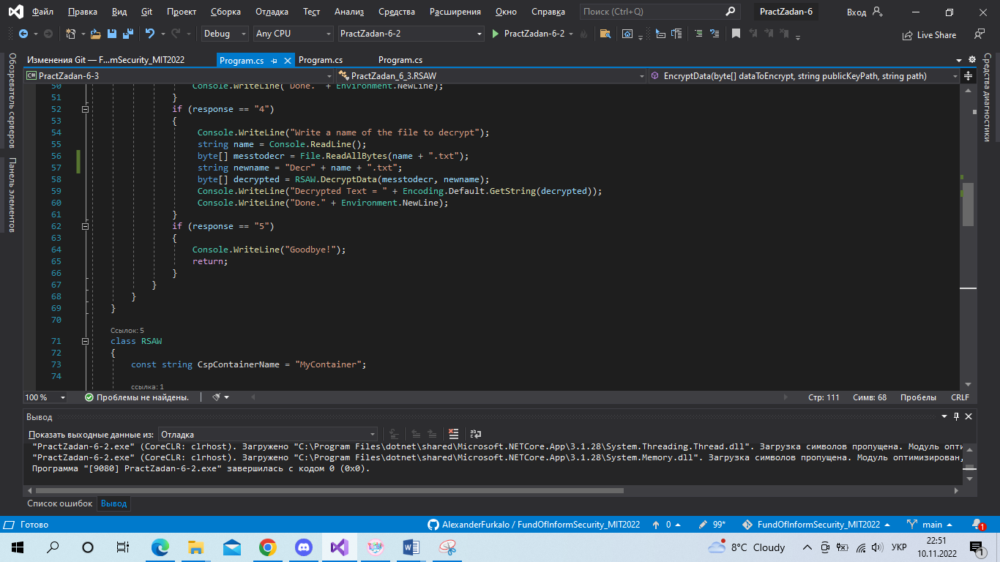 Файл Правка Вид Git Проект Сборка Отладка Тест Анализ Средства Расширения Окно Справка Поиск (Ctrl+Q) PractZadan-6 Вход
Debug Any CPU PractZadan-6-2 PractZadan-6-2 Live Share
Обозреватель серверов
Панель элементов
Изменения Git — F...mSecurity_MIT2022 Program.cs Program.cs Program.cs
C# PractZadan-6-3 PractZadan_6_3.RSAW EncryptData(byte[] dataToEncrypt, string publicKeyPath, string path)
50 Console.WriteLine("Done." + Environment.NewLine);
51 }
52 if (response == "4")
53 {
54 Console.WriteLine("Write a name of the file to decrypt");
55 string name = Console.ReadLine();
56 byte[] messtodecr = File.ReadAllBytes(name + ".txt");
57 string newname = "Decr" + name + ".txt";
58 byte[] decrypted = RSAW.DecryptData(messtodecr, newname);
59 Console.WriteLine("Decrypted Text = " + Encoding.Default.GetString(decrypted));
60 Console.WriteLine("Done." + Environment.NewLine);
61 }
62 if (response == "5")
63 {
64 Console.WriteLine("Goodbye!");
65 return;
66 }
67 }
68 }
69 }
70
Ссылок: 5
71 class RSAW
72 {
73 const string CspContainerName = "MyContainer";
74
ссылка: 1
Средства диагностики
100 % Проблемы не найдены. Стр: 111 Симв: 68 Пробелы CRLF
Вывод
Показать выходные данные из: Отладка
"PractZadan-6-2.exe" (CoreCLR: clrhost). Загружено "C:\Program Files\dotnet\shared\Microsoft.NETCore.App\3.1.28\System.Threading.Thread.dll". Загрузка символов пропущена. Модуль опти
"PractZadan-6-2.exe" (CoreCLR: clrhost). Загружено "C:\Program Files\dotnet\shared\Microsoft.NETCore.App\3.1.28\System.Memory.dll". Загрузка символов пропущена. Модуль оптимизирован,
Программа "[9080] PractZadan-6-2.exe" завершилась с кодом 0 (0x0).
Список ошибок Вывод
Готово AlexanderFurkalo / FundOfInformSecurity_MIT2022 0 99* FundOfInformSecurity_MIT2022 main 1
8°C Cloudy УКР 22:51
10.11.2022 1